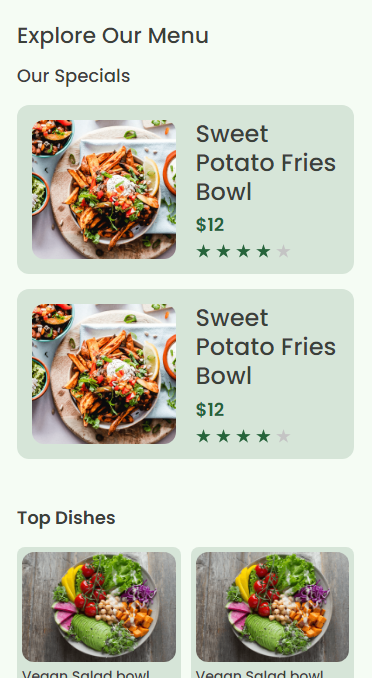 Explore Our Menu
Our Specials
Sweet
Potato Fries
Bowl
$12
Sweet
Potato Fries
Bowl
$12
Top Dishes
Vegan Salad bowl
Vegan Salad bowl